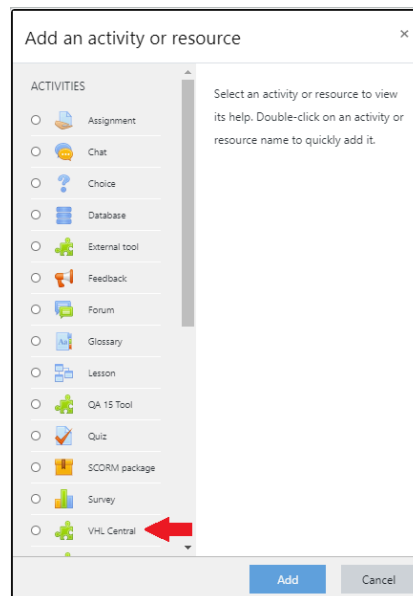 Add an activity or resource
×
ACTIVITIES
Assignment
Chat
Choice
Database
External tool
Feedback
Forum
Glossary
Lesson
QA 15 Tool
Quiz
SCORM package
Survey
VHL Central
Select an activity or resource to view
its help. Double-click on an activity or
resource name to quickly add it.
Add
Cancel